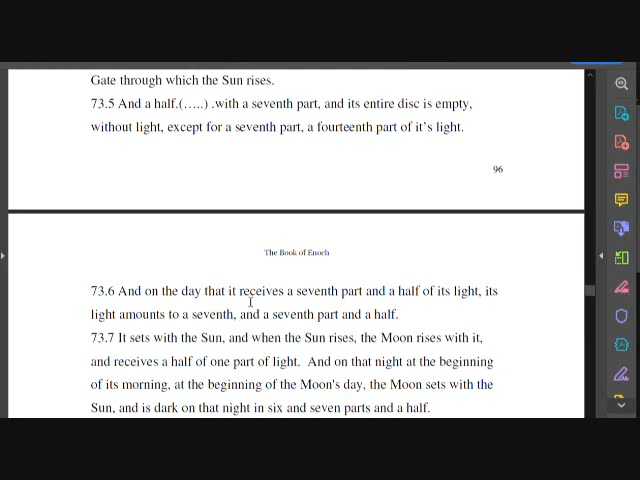 Gate through which the Sun rises.
73.5 And a half.(.....) .with a seventh part, and its entire disc is empty,
without light, except for a seventh part, a fourteenth part of it's light.
96
The Book of Enoch
73.6 And on the day that it receives a seventh part and a half of its light, its
light amounts to a seventh, and a seventh part and a half.
73.7 It sets with the Sun, and when the Sun rises, the Moon rises with it,
and receives a half of one part of light.  And on that night at the beginning
of its morning, at the beginning of the Moon's day, the Moon sets with the
Sun, and is dark on that night in six and seven parts and a half.